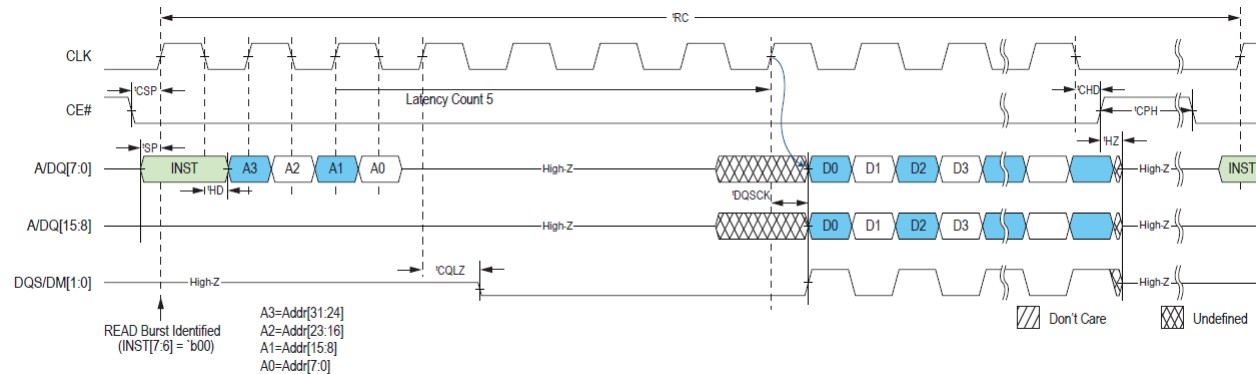 tRC
CLK
tCSP
Latency Count 5
tCHD
CE#
tCPH
tSP
tHZ
A/DQ[7:0]
INST A3 A2 A1 A0 High-Z D0 D1 D2 D3 High-Z INST
tHD
tDQSCK
A/DQ[15:8]
High-Z D0 D1 D2 D3 High-Z
tCQLZ
DQS/DM[1:0]
High-Z High-Z
READ Burst Identified
(INST[7:6] = `b00)
A3=Addr[31:24]
A2=Addr[23:16]
A1=Addr[15:8]
A0=Addr[7:0]
Don't Care Undefined